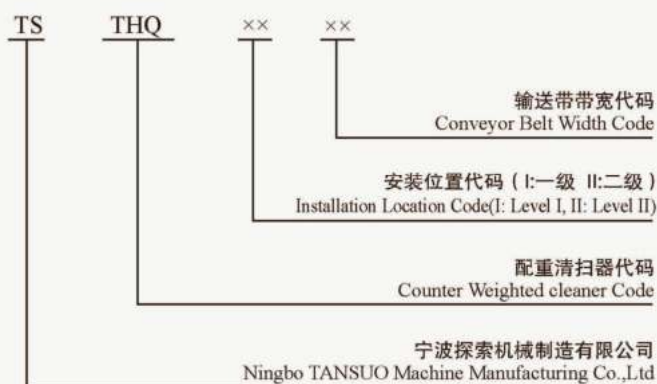 TS THQ ×× ××
输送带带宽代码
Conveyor Belt Width Code
安装位置代码（I:一级 II:二级）
Installation Location Code(I: Level I, II: Level II)
配重清扫器代码
Counter Weighted cleaner Code
宁波探索机械制造有限公司
Ningbo TANSUO Machine Manufacturing Co.,Ltd